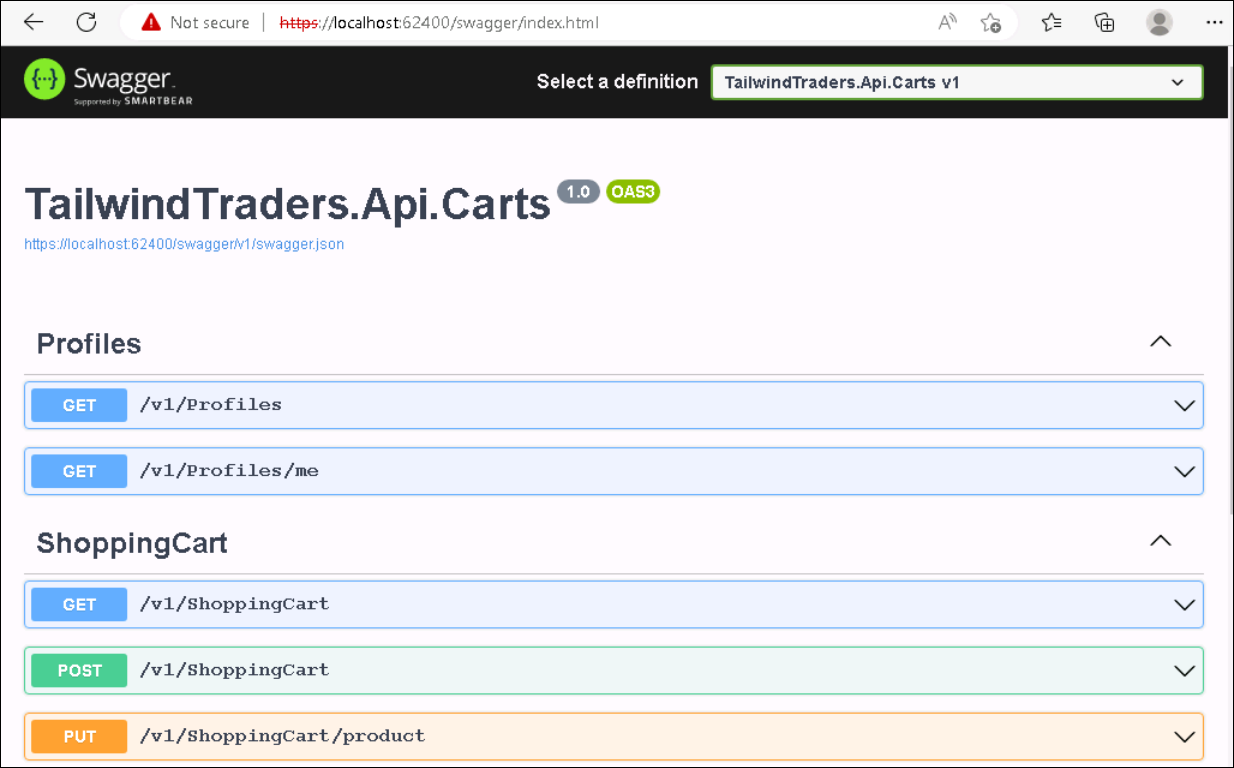 Not secure | https://localhost:62400/swagger/index.html
Swagger. Select a definition TailwindTraders.Api.Carts v1
Supported by SMARTBEAR
TailwindTraders.Api.Carts 1.0 OAS3
https://localhost:62400/swagger/v1/swagger.json
Profiles
GET /v1/Profiles
GET /v1/Profiles/me
ShoppingCart
GET /v1/ShoppingCart
POST /v1/ShoppingCart
PUT /v1/ShoppingCart/product